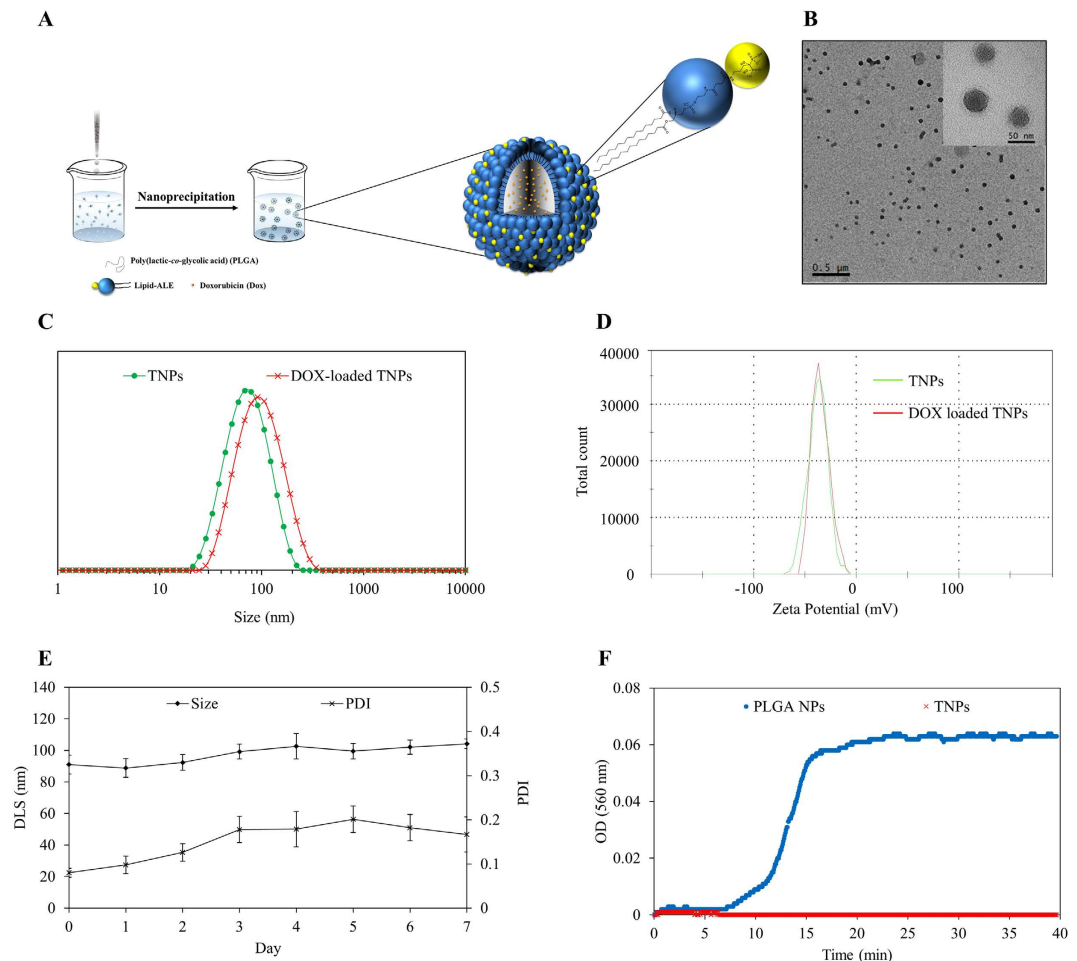 A
Nanoprecipitation
Poly(lactic-co-glycolic acid) (PLGA)
Lipid-ALE
Doxorubicin (Dox)
B
50 nm
0.5 μm
C
TNPs
DOX-loaded TNPs
1
10
100
1000
10000
Size (nm)
D
40000
30000
20000
10000
0
Total count
TNPs
DOX loaded TNPs
-100
0
100
Zeta Potential (mV)
E
140
120
100
80
60
40
20
0
DLS (nm)
Size
PDI
0.5
0.4
0.3
0.2
0.1
0
PDI
0
1
2
3
4
5
6
7
Day
F
0.08
0.06
0.04
0.02
0
OD (560 nm)
PLGA NPs
TNPs
0
5
10
15
20
25
30
35
40
Time (min)